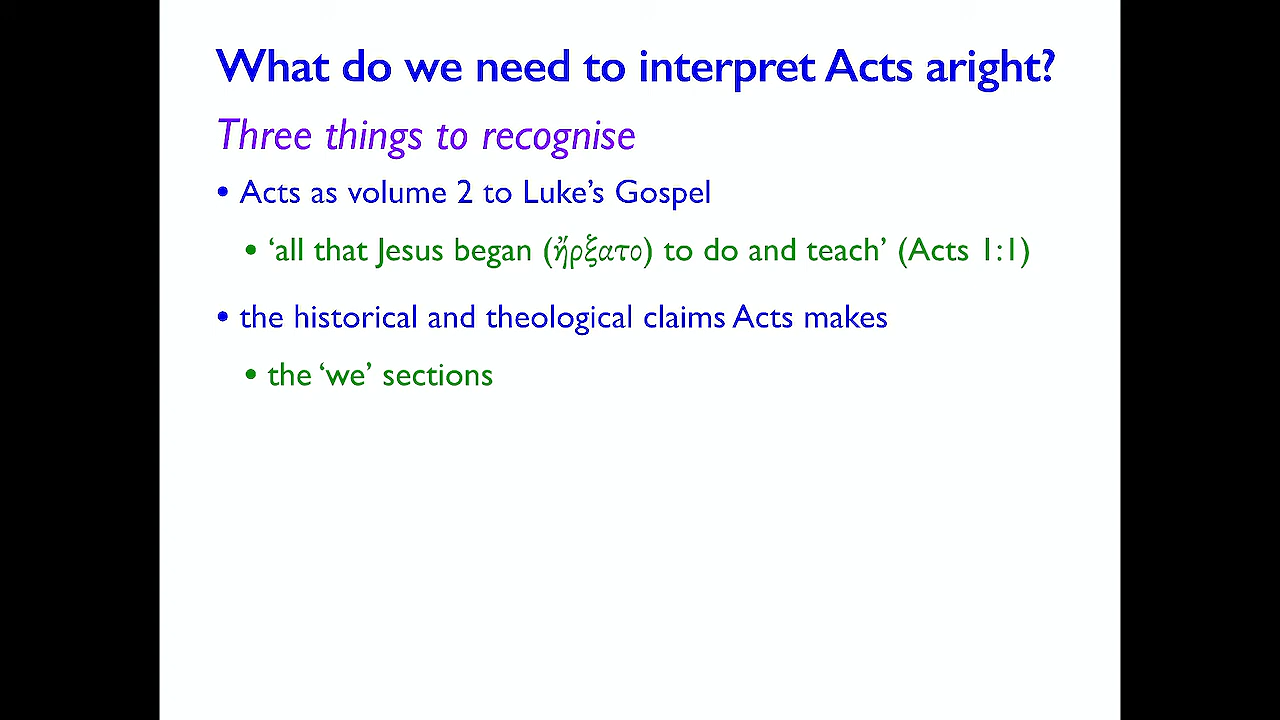 What do we need to interpret Acts aright?
Three things to recognise
• Acts as volume 2 to Luke’s Gospel
• ‘all that Jesus began (ἤρξατο) to do and teach’ (Acts 1:1)
• the historical and theological claims Acts makes
• the ‘we’ sections